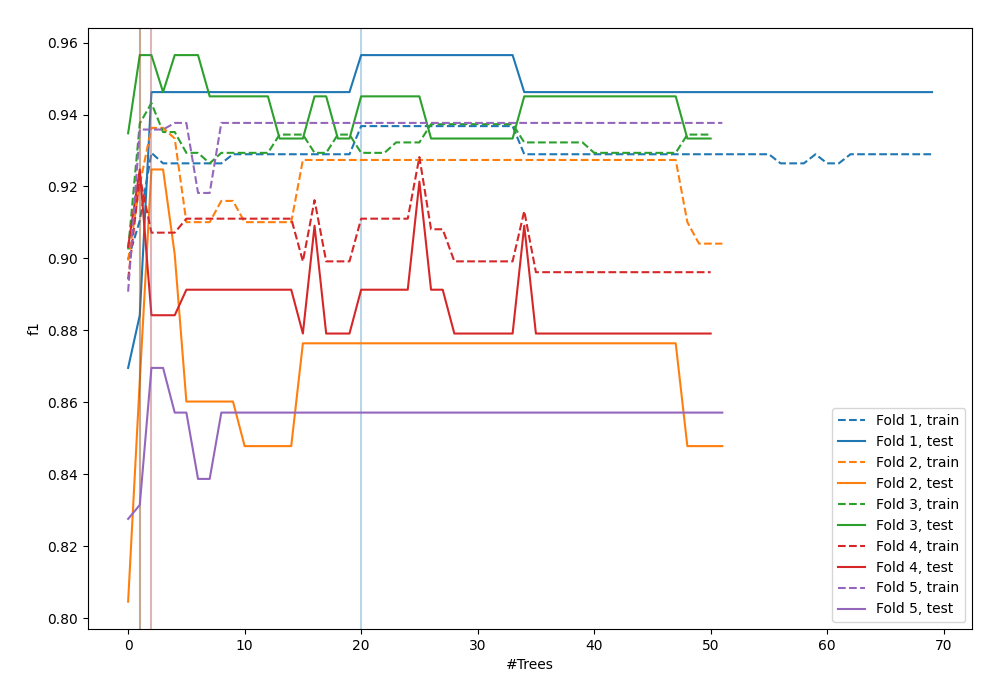 0.96
0.94
0.92
0.90
0.88
0.86
0.84
0.82
0.80
f1
0 10 20 30 40 50 60 70
#Trees
Fold 1, train
Fold 1, test
Fold 2, train
Fold 2, test
Fold 3, train
Fold 3, test
Fold 4, train
Fold 4, test
Fold 5, train
Fold 5, test